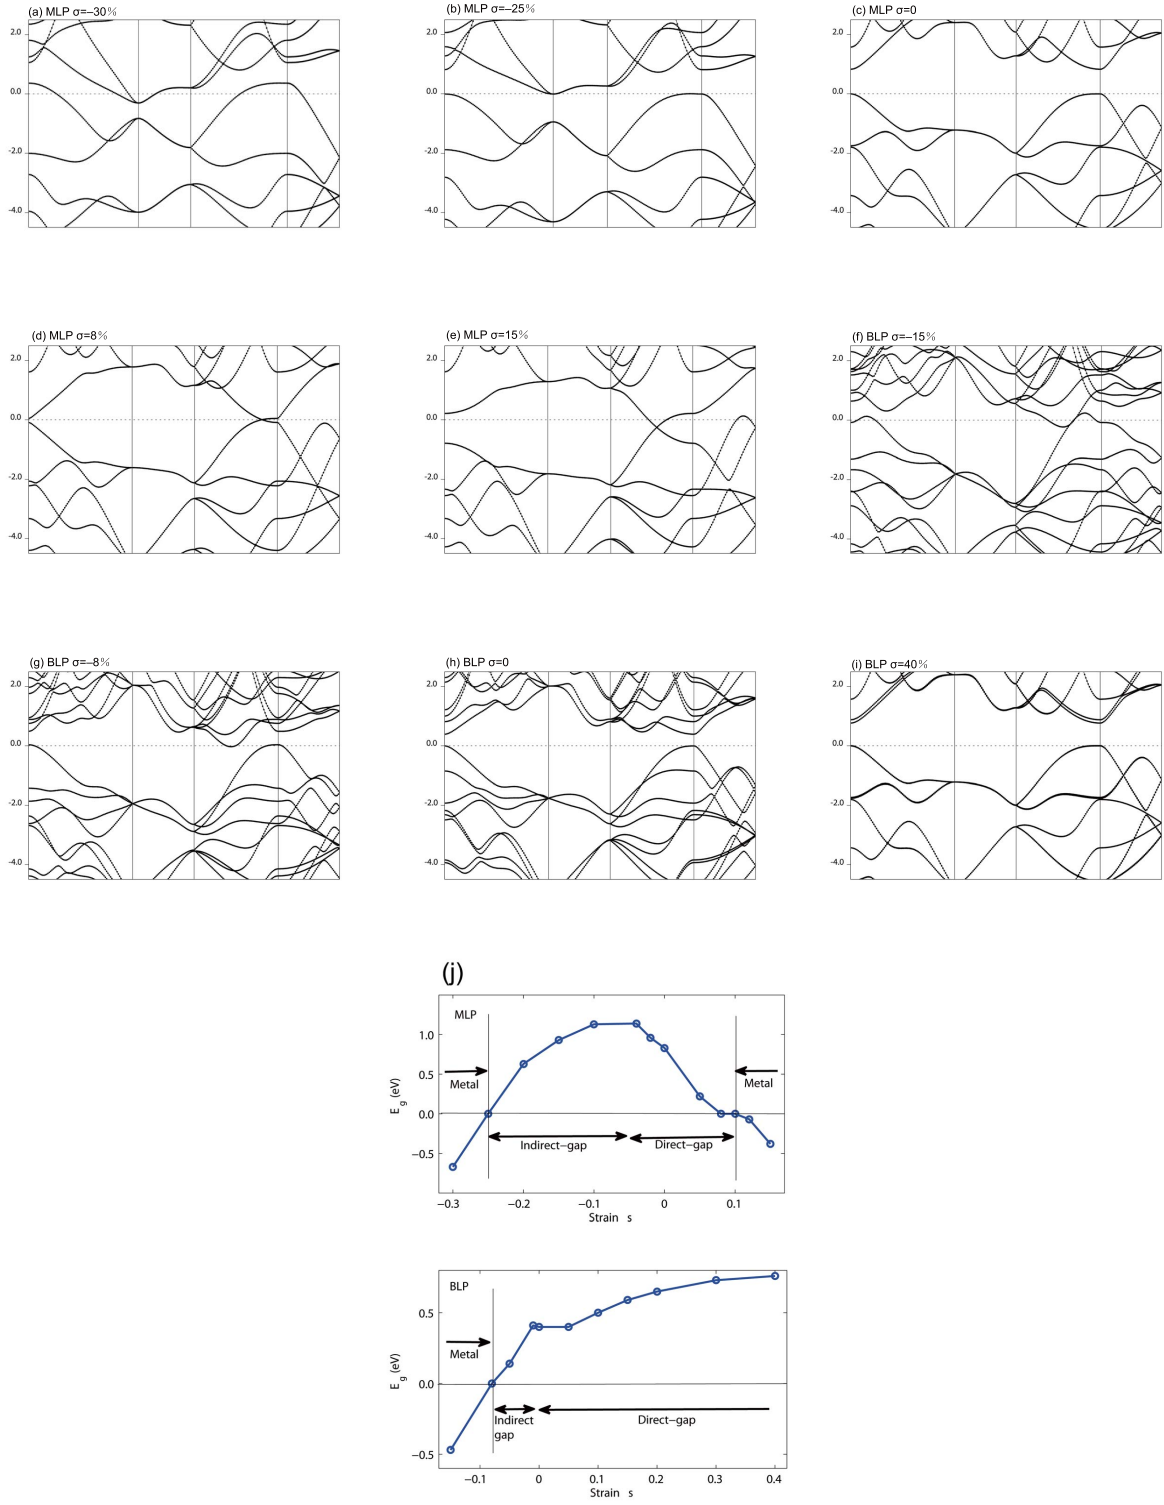 (a) MLP σ=–30%
(b) MLP σ=–25%
(c) MLP σ=0
2.0
0.0
-2.0
-4.0
2.0
0.0
-2.0
-4.0
2.0
0.0
-2.0
-4.0
(d) MLP σ=8%
(e) MLP σ=15%
(f) BLP σ=–15%
2.0
0.0
-2.0
-4.0
2.0
0.0
-2.0
-4.0
2.0
0.0
-2.0
-4.0
(g) BLP σ=–8%
(h) BLP σ=0
(i) BLP σ=40%
2.0
0.0
-2.0
-4.0
2.0
0.0
-2.0
-4.0
2.0
0.0
-2.0
-4.0
(j)
MLP
1.0
0.5
0.0
−0.5
E g (eV)
Metal
Metal
Indirect−gap
Direct−gap
−0.3
−0.2
−0.1
0
0.1
Strain s
BLP
0.5
0.0
−0.5
E g (eV)
Metal
Indirect
gap
Direct−gap
−0.1
0
0.1
0.2
0.3
0.4
Strain s